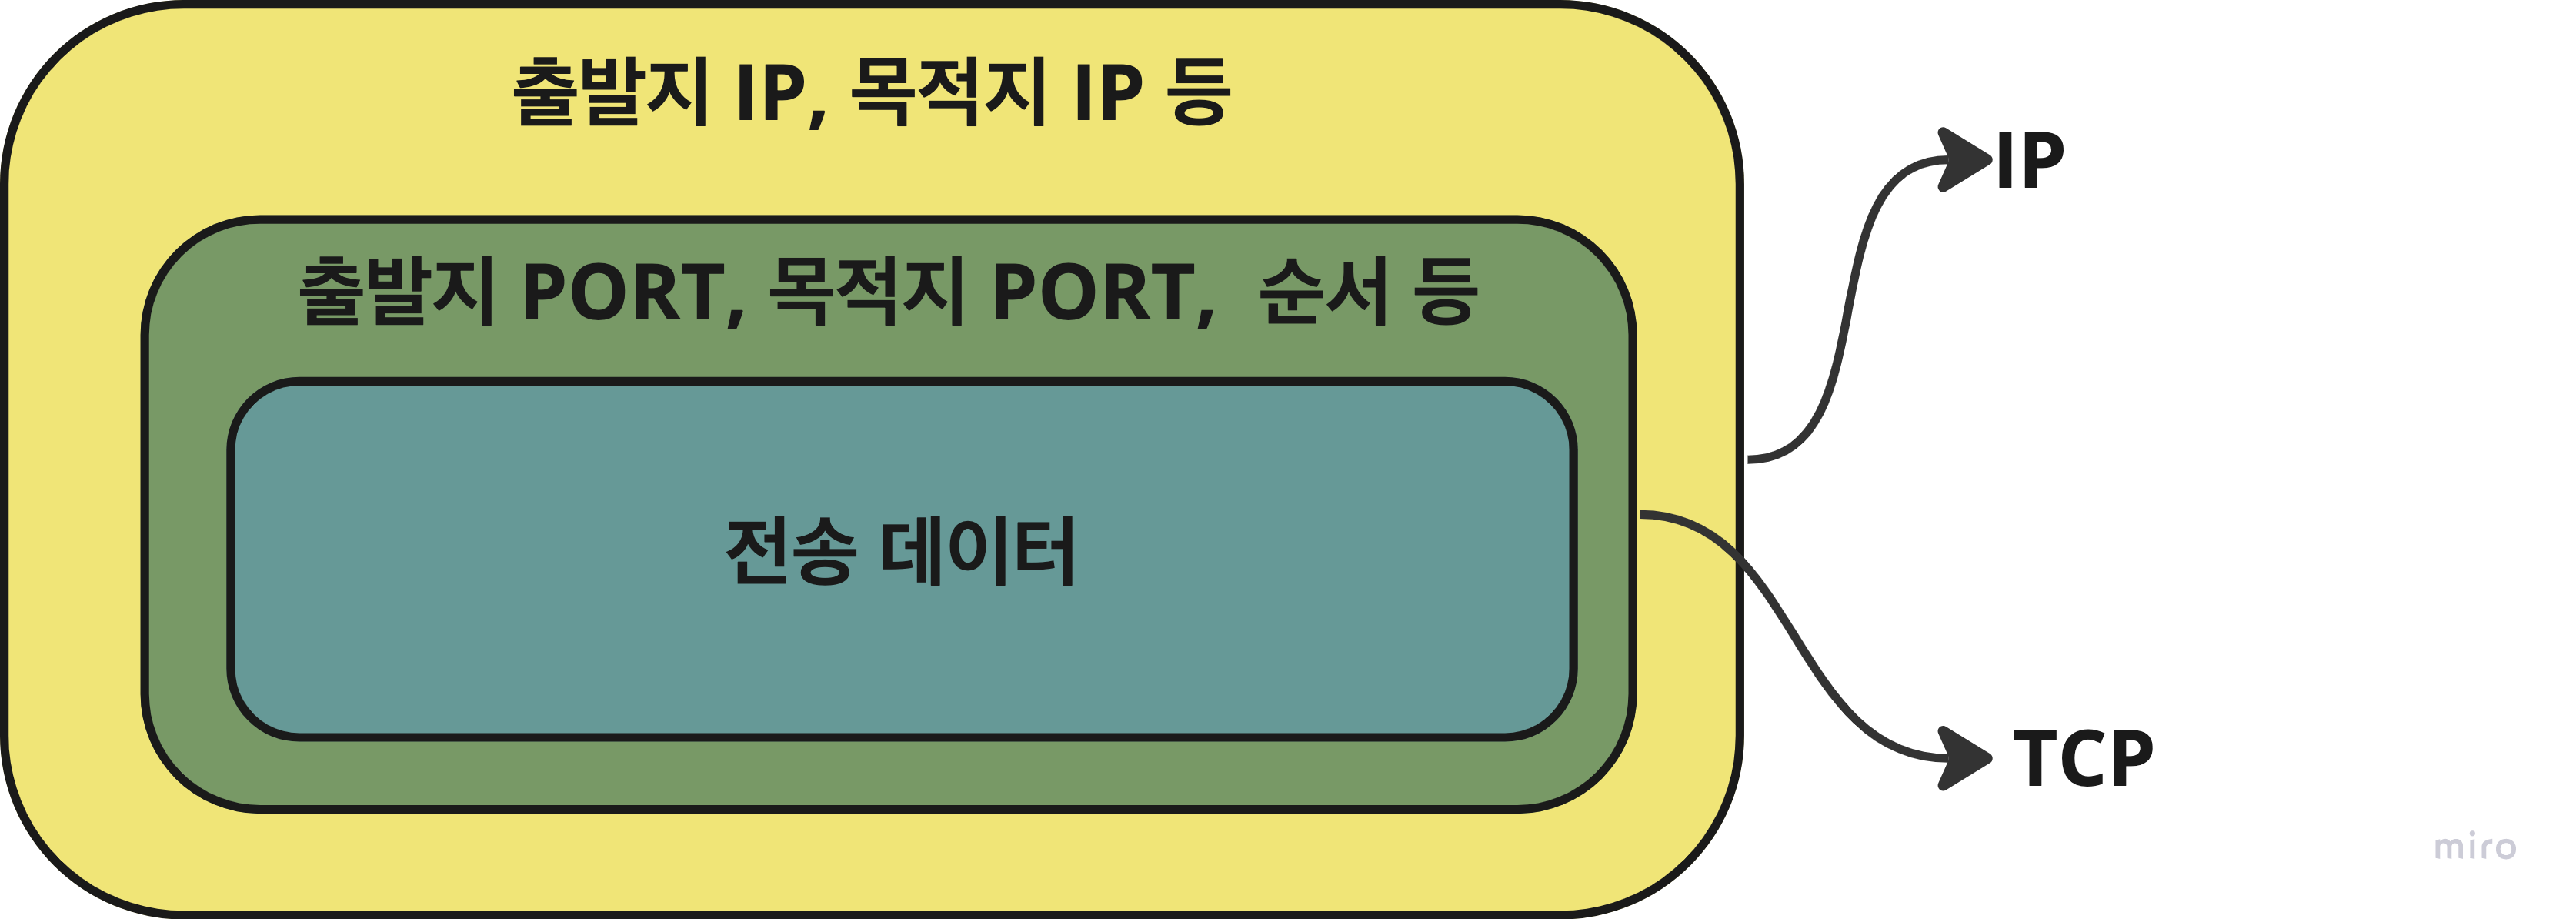 출발지 IP, 목적지 IP 등
IP
출발지 PORT, 목적지 PORT, 순서 등
전송 데이터
TCP
miro